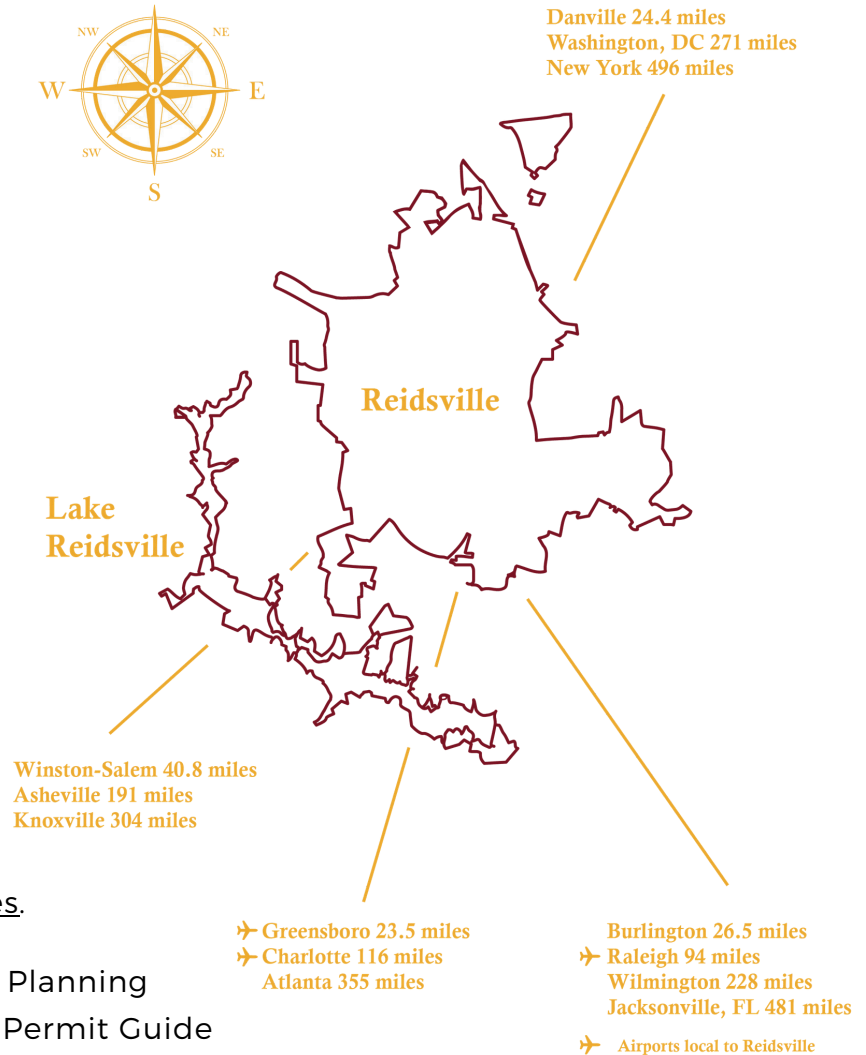 NW
NE
W
E
SW
SE
S
Danville 24.4 miles
Washington, DC 271 miles
New York 496 miles
Reidsville
Lake
Reidsville
Winston-Salem 40.8 miles
Asheville 191 miles
Knoxville 304 miles
es.
Planning
Permit Guide
Greensboro 23.5 miles
Charlotte 116 miles
Atlanta 355 miles
Burlington 26.5 miles
Raleigh 94 miles
Wilmington 228 miles
Jacksonville, FL 481 miles
Airports local to Reidsville